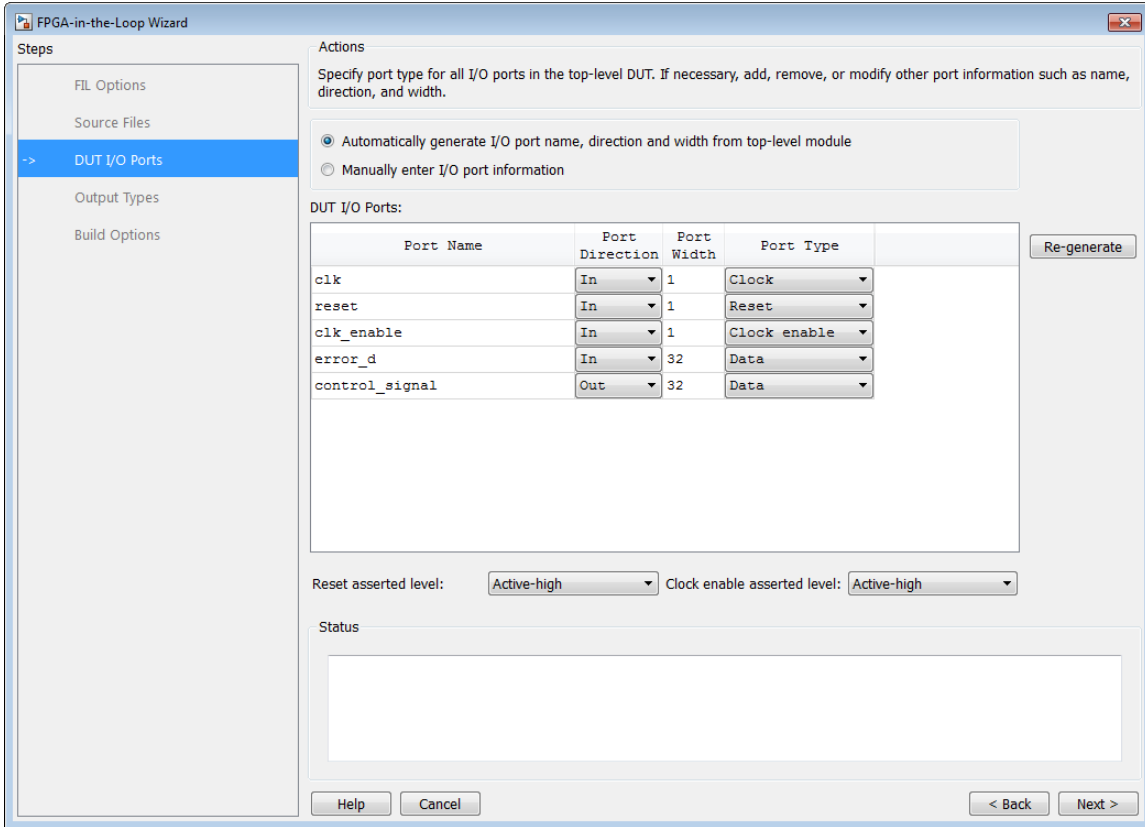 FPGA-in-the-Loop Wizard
Steps
FIL Options
Source Files
-> DUT I/O Ports
Output Types
Build Options
Actions
Specify port type for all I/O ports in the top-level DUT. If necessary, add, remove, or modify other port information such as name,
direction, and width.
Automatically generate I/O port name, direction and width from top-level module
Manually enter I/O port information
DUT I/O Ports:
Port Name Port Direction Port Width Port Type
clk In 1 Clock
reset In 1 Reset
clk_enable In 1 Clock enable
error_d In 32 Data
control_signal Out 32 Data
Re-generate
Reset asserted level: Active-high Clock enable asserted level: Active-high
Status
Help Cancel < Back Next >